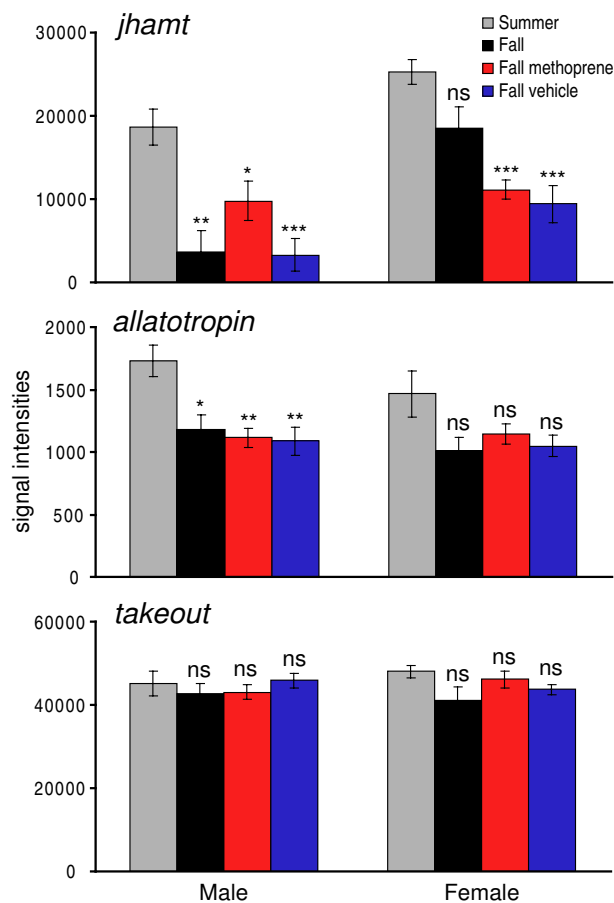 jhamt
Summer
Fall
Fall methoprene
Fall vehicle
30000
20000
10000
0
** * *** ns *** ***
allatotropin
2000
1500
1000
500
0
* ** ** ns ns ns
signal intensities
takeout
60000
40000
20000
0
ns ns ns ns ns ns
Male Female